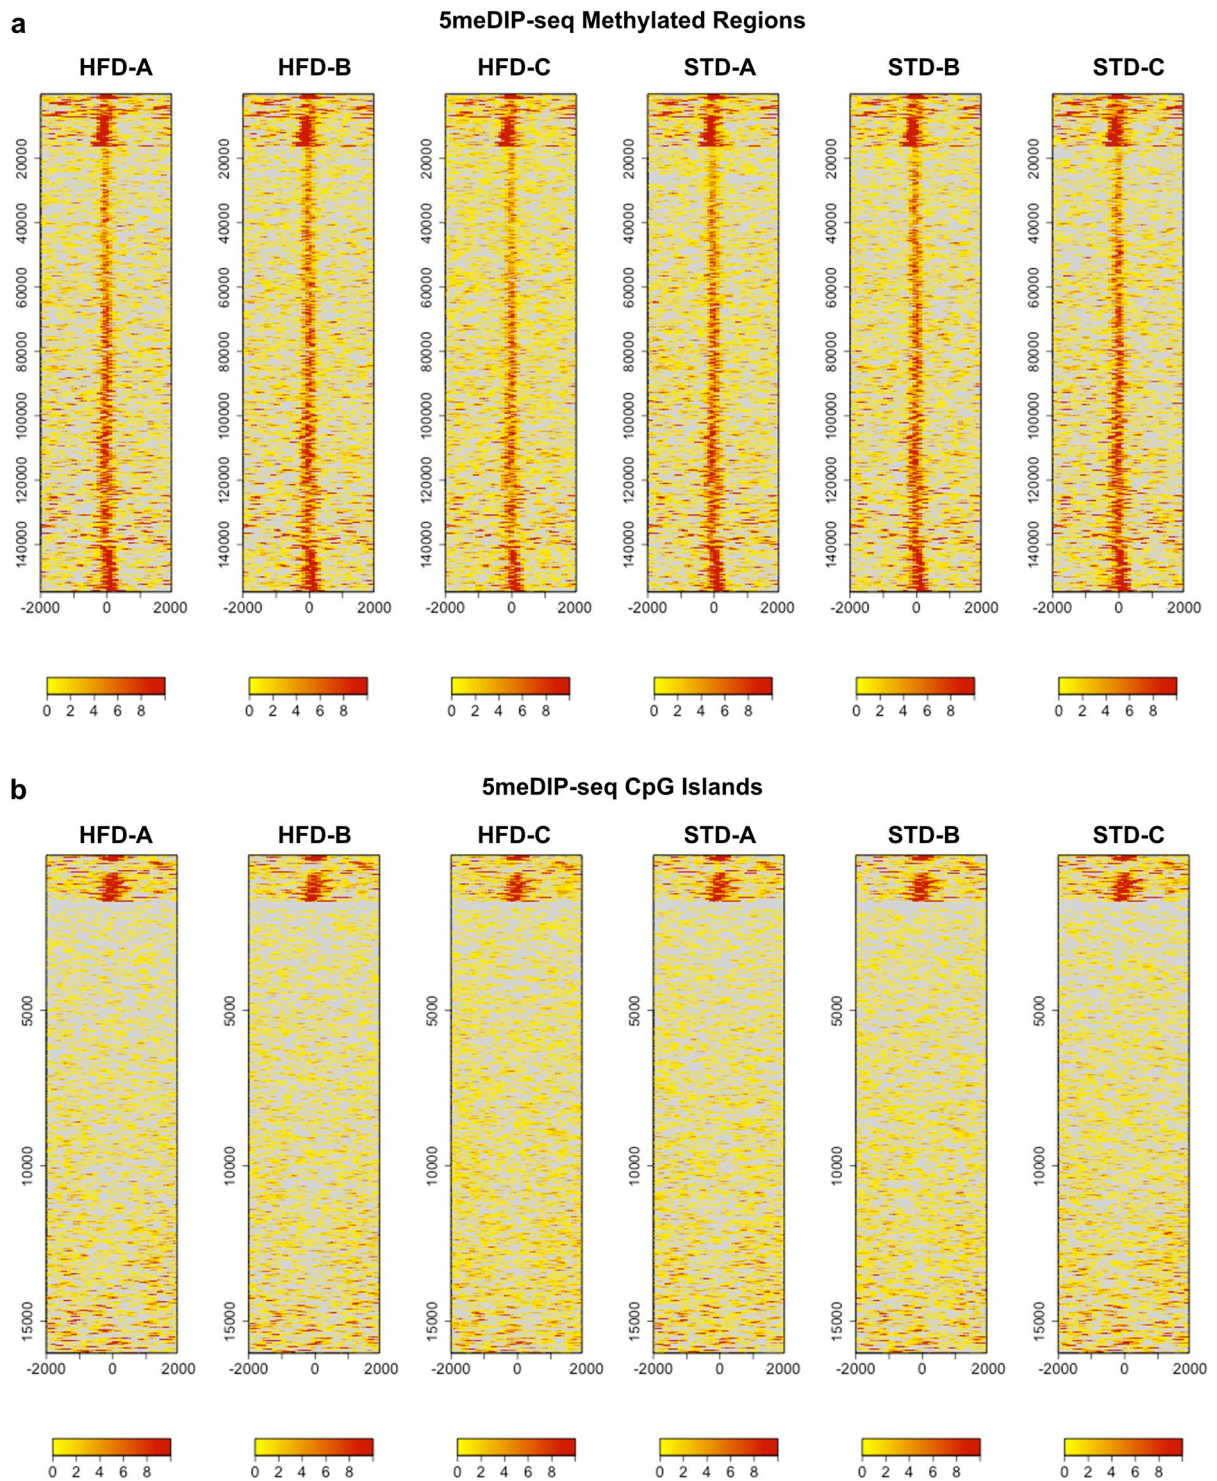 a
5meDIP-seq Methylated Regions
HFD-A HFD-B HFD-C STD-A STD-B STD-C
20000 20000 20000 20000 20000 20000
40000 40000 40000 40000 40000 40000
60000 60000 60000 60000 60000 60000
80000 80000 80000 80000 80000 80000
100000 100000 100000 100000 100000 100000
120000 120000 120000 120000 120000 120000
140000 140000 140000 140000 140000 140000
-2000 0 2000 -2000 0 2000 -2000 0 2000 -2000 0 2000 -2000 0 2000 -2000 0 2000
0 2 4 6 8 0 2 4 6 8 0 2 4 6 8 0 2 4 6 8 0 2 4 6 8 0 2 4 6 8
b
5meDIP-seq CpG Islands
HFD-A HFD-B HFD-C STD-A STD-B STD-C
5000 5000 5000 5000 5000 5000
10000 10000 10000 10000 10000 10000
15000 15000 15000 15000 15000 15000
-2000 0 2000 -2000 0 2000 -2000 0 2000 -2000 0 2000 -2000 0 2000 -2000 0 2000
0 2 4 6 8 0 2 4 6 8 0 2 4 6 8 0 2 4 6 8 0 2 4 6 8 0 2 4 6 8